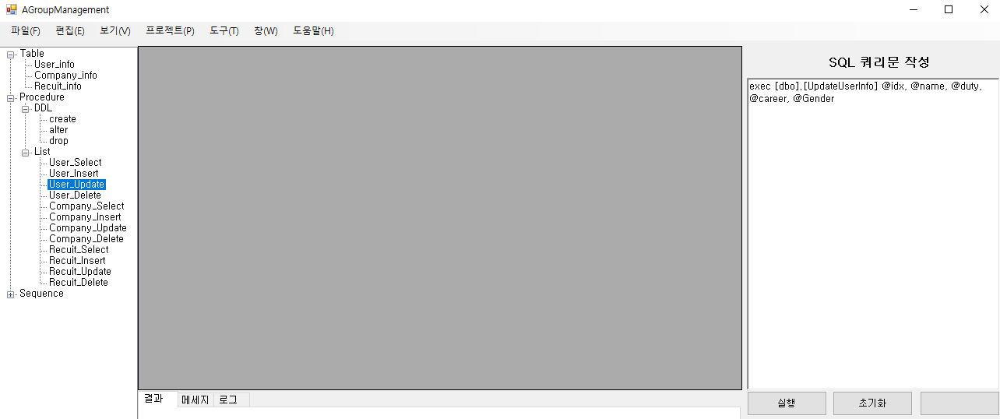 AGroupManagement
파일(F) 편집(E) 보기(V) 프로젝트(P) 도구(T) 창(W) 도움말(H)
Table
User_info
Company_info
Recuit_info
Procedure
DDL
create
alter
drop
List
User_Select
User_Insert
User_Update
User_Delete
Company_Select
Company_Insert
Company_Update
Company_Delete
Recuit_Select
Recuit_Insert
Recuit_Update
Recuit_Delete
Sequence
결과 메세지 로그
SQL 쿼리문 작성
exec [dbo].[UpdateUserInfo] @idx, @name, @duty,
@career, @Gender
실행 초기화